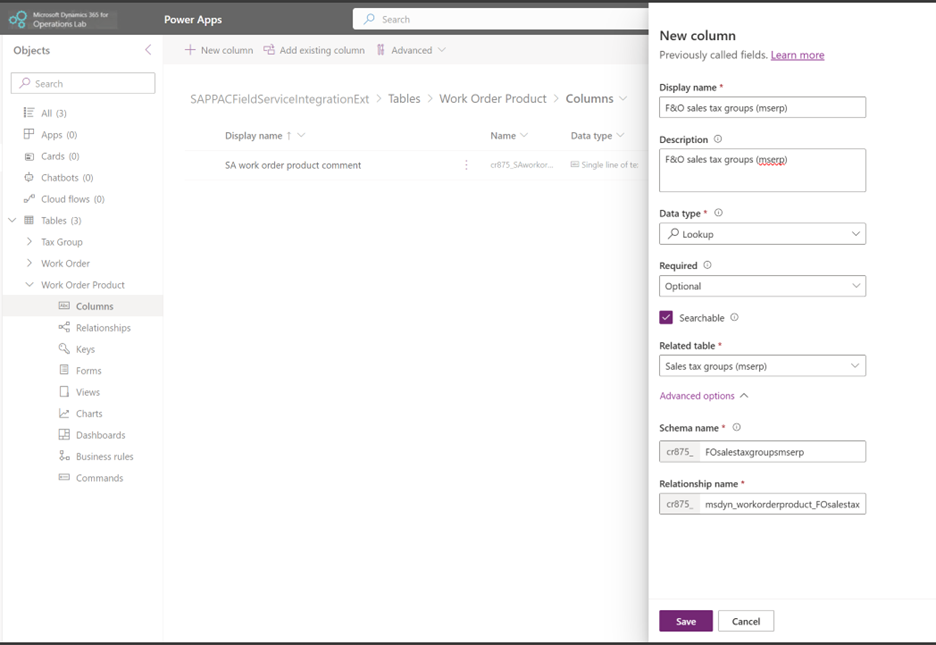 Microsoft Dynamics 365 for
Operations Lab
Power Apps
Search
Objects
Search
All (3)
Apps (0)
Cards (0)
Chatbots (0)
Cloud flows (0)
Tables (3)
Tax Group
Work Order
Work Order Product
Columns
Relationships
Keys
Forms
Views
Charts
Dashboards
Business rules
Commands
New column Add existing column Advanced
SAPPACFieldServiceIntegrationExt > Tables > Work Order Product > Columns
Display name ↑ Name Data type
SA work order product comment cr875_SAworkor... Abc Single line of te
New column
Previously called fields. Learn more
Display name *
F&O sales tax groups (mserp)
Description
F&O sales tax groups (mserp)
Data type *
Lookup
Required
Optional
Searchable
Related table *
Sales tax groups (mserp)
Advanced options
Schema name *
cr875_ FOsalestaxgroupsmserp
Relationship name *
cr875_ msdyn_workorderproduct_FOsalestax
Save Cancel